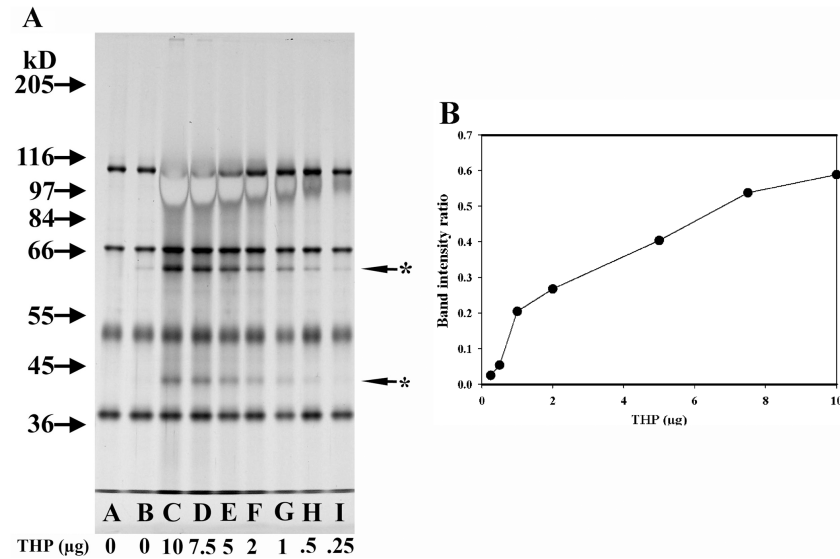 A
kD
205
116
97
84
66
*
55
45
*
36
A B C D E F G H I
THP (µg) 0 0 10 7.5 5 2 1 .5 .25
B
Band intensity ratio
0.7
0.6
0.5
0.4
0.3
0.2
0.1
0.0
0 2 4 6 8 10
THP (µg)